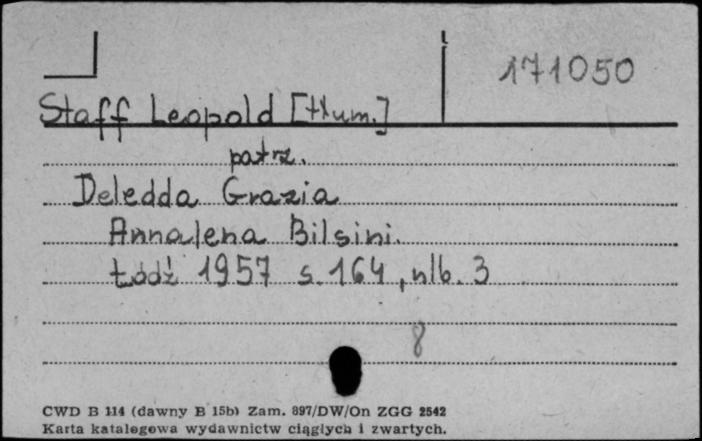 171050
Staff Leopold [tłum.]
patrz.
Deledda Grazia
Annalena Bilsini.
Łódź 1957 s. 164, nlb. 3
8
CWD B 114 (dawny B 15b) Zam. 897/DW/On ZGG 2542
Karta katalogowa wydawnictw ciągłych i zwartych.